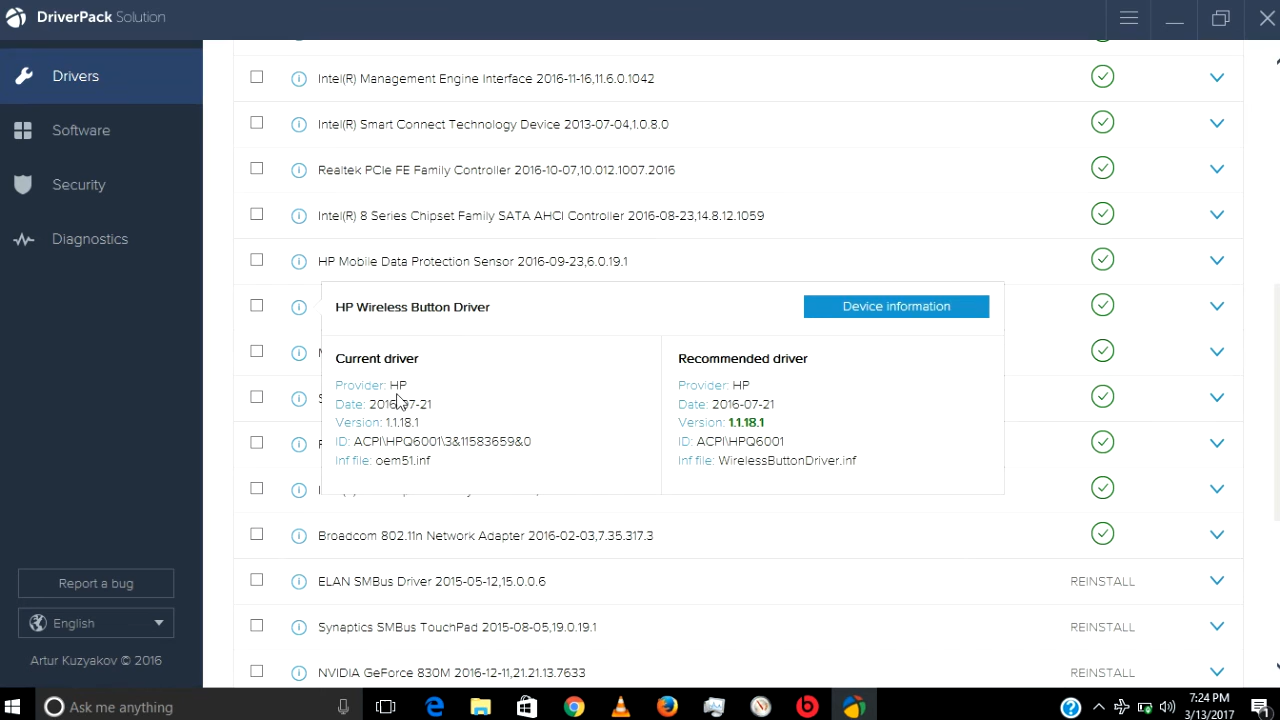 DriverPack Solution
Drivers
Software
Security
Diagnostics
Report a bug
English
Artur Kuzyakov © 2016
Intel(R) Management Engine Interface 2016-11-16,11.6.0.1042
Intel(R) Smart Connect Technology Device 2013-07-04,1.0.8.0
Realtek PCIe FE Family Controller 2016-10-07,10.012.1007.2016
Intel(R) 8 Series Chipset Family SATA AHCI Controller 2016-08-23,14.8.12.1059
HP Mobile Data Protection Sensor 2016-09-23,6.0.19.1
HP Wireless Button Driver
Device information
Current driver
Provider: HP
Date: 2016-07-21
Version: 1.1.18.1
ID: ACPI\HPQ6001\3&11583659&0
Inf file: oem51.inf
Recommended driver
Provider: HP
Date: 2016-07-21
Version: 1.1.18.1
ID: ACPI\HPQ6001
Inf file: WirelessButtonDriver.inf
Broadcom 802.11n Network Adapter 2016-02-03,7.35.317.3
ELAN SMBus Driver 2015-05-12,15.0.0.6 REINSTALL
Synaptics SMBus TouchPad 2015-08-05,19.0.19.1 REINSTALL
NVIDIA GeForce 830M 2016-12-11,21.21.13.7633 REINSTALL
Ask me anything
7:24 PM
3/13/2017